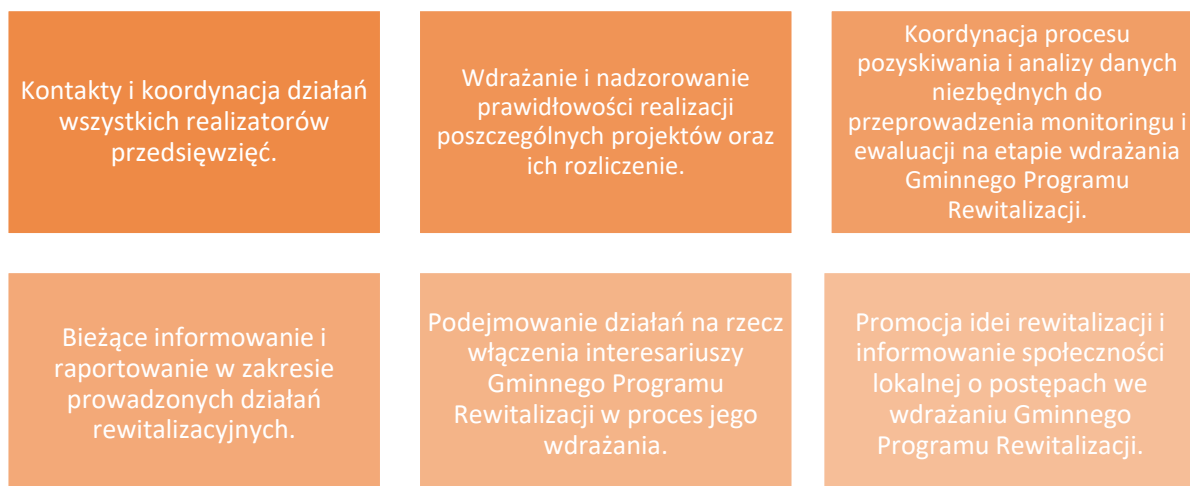 Kontakty i koordynacja działań
wszystkich realizatorów
przedsięwzięć.
Wdrażanie i nadzorowanie
prawidłowości realizacji
poszczególnych projektów oraz
ich rozliczenie.
Koordynacja procesu
pozyskiwania i analizy danych
niezbędnych do
przeprowadzenia monitoringu i
ewaluacji na etapie wdrażania
Gminnego Programu
Rewitalizacji.
Bieżące informowanie i
raportowanie w zakresie
prowadzonych działań
rewitalizacyjnych.
Podejmowanie działań na rzecz
włączenia interesariuszy
Gminnego Programu
Rewitalizacji w proces jego
wdrażania.
Promocja idei rewitalizacji i
informowanie społeczności
lokalnej o postępach we
wdrażaniu Gminnego
Programu Rewitalizacji.